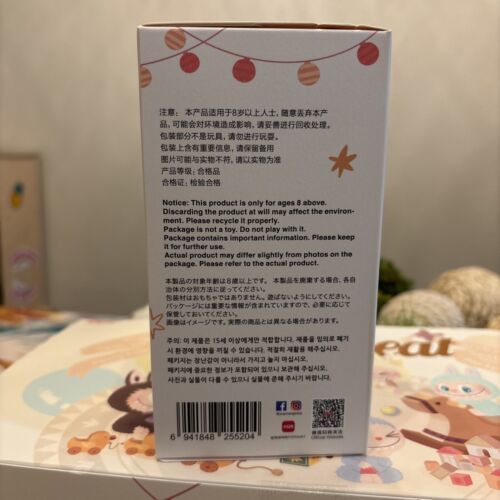 注意: 本产品适用于8岁以上人士, 随意丢弃本产
品, 可能会对环境造成影响, 请妥善进行回收处理。
包装部分不是玩具, 请勿进行玩耍。
包装上含有重要信息, 请保留备用
图片可能与实物不符, 请以实物为准
产品等级: 合格品
合格证: 检验合格
Notice: This product is only for ages 8 above.
Discarding the product at will may affect the environ-
ment. Please recycle it properly.
Package is not a toy. Do not play with it.
Package contains important information. Please keep
it for further use.
Actual product may differ slightly from photos on the
package. Please refer to the actual product.
本製品の対象年齢は8歳以上です。 本製品を廃棄する場合、各自
治体の分別方法に従ってください。
包装材はおもちゃではありません。遊ばないようにしてください。
パッケージには重要な情報が含まれていますので、必要に応じて
保管しておいてください。
画像はイメージです。実際の商品とは異なる場合があります。
주의: 이 제품은 15세 이상에게만 적합합니다. 제품을 임의로 폐기
시 환경에 영향을 끼칠 수 있습니다. 적절히 재활용 해주십시오.
패키지는 장난감이 아니라서 가지고 놀지 마십시오.
패키지에 중요한 정보가 포함되어 있으니 보관해 주십시오.
사진과 실물이 다를 수 있으니 실물을 기준으로 해주십시오.
6 941848 255204
eat